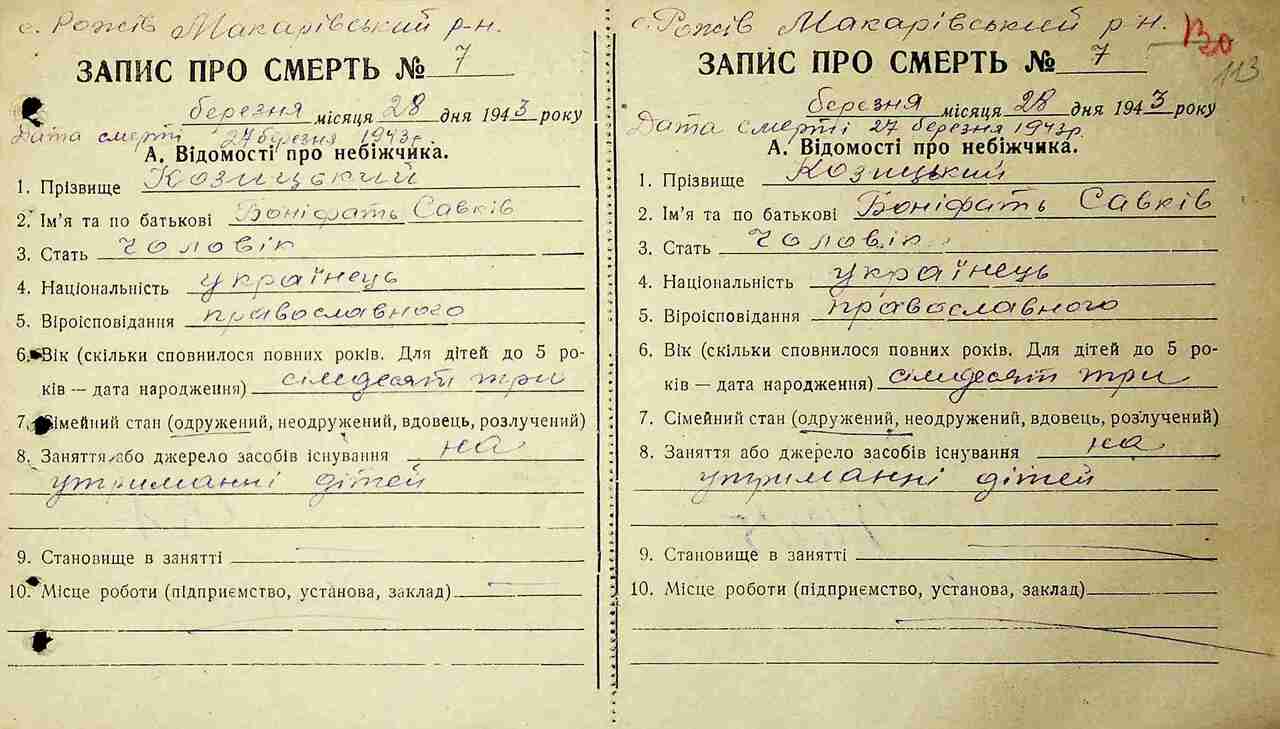 с. Рожів Макарівський р-н.
ЗАПИС ПРО СМЕРТЬ № 7
березня місяця 28 дня 1943 року
Дата смерти 27 березня 1943р.
А. Відомості про небіжчика.
1. Прізвище Козицький
2. Ім'я та по батькові Боніфать Савків
3. Стать чоловік
4. Національність українець
5. Віроісповідання православного
6. Вік (скільки сповнилося повних років. Для дітей до 5 ро-
ків — дата народження) сімдесят три
7. Сімейний стан (одружений, неодружений, вдовець, розлучений)
8. Заняття або джерело засобів існування на
утриманні дітей
9. Становище в занятті
10. Місце роботи (підприємство, установа, заклад)
с. Рожів Макарівський р-н.
130
113
ЗАПИС ПРО СМЕРТЬ № 7
березня місяця 28 дня 1943 року
Дата смерті 27 березня 1943р.
А. Відомості про небіжчика.
1. Прізвище Козицький
2. Ім'я та по батькові Боніфать Савків
3. Стать чоловік
4. Національність українець
5. Віроісповідання православного
6. Вік (скільки сповнилося повних років. Для дітей до 5 ро-
ків — дата народження) сімдесят три
7. Сімейний стан (одружений, неодружений, вдовець, розлучений)
8. Заняття або джерело засобів існування на
утриманні дітей
9. Становище в занятті
10. Місце роботи (підприємство, установа, заклад)